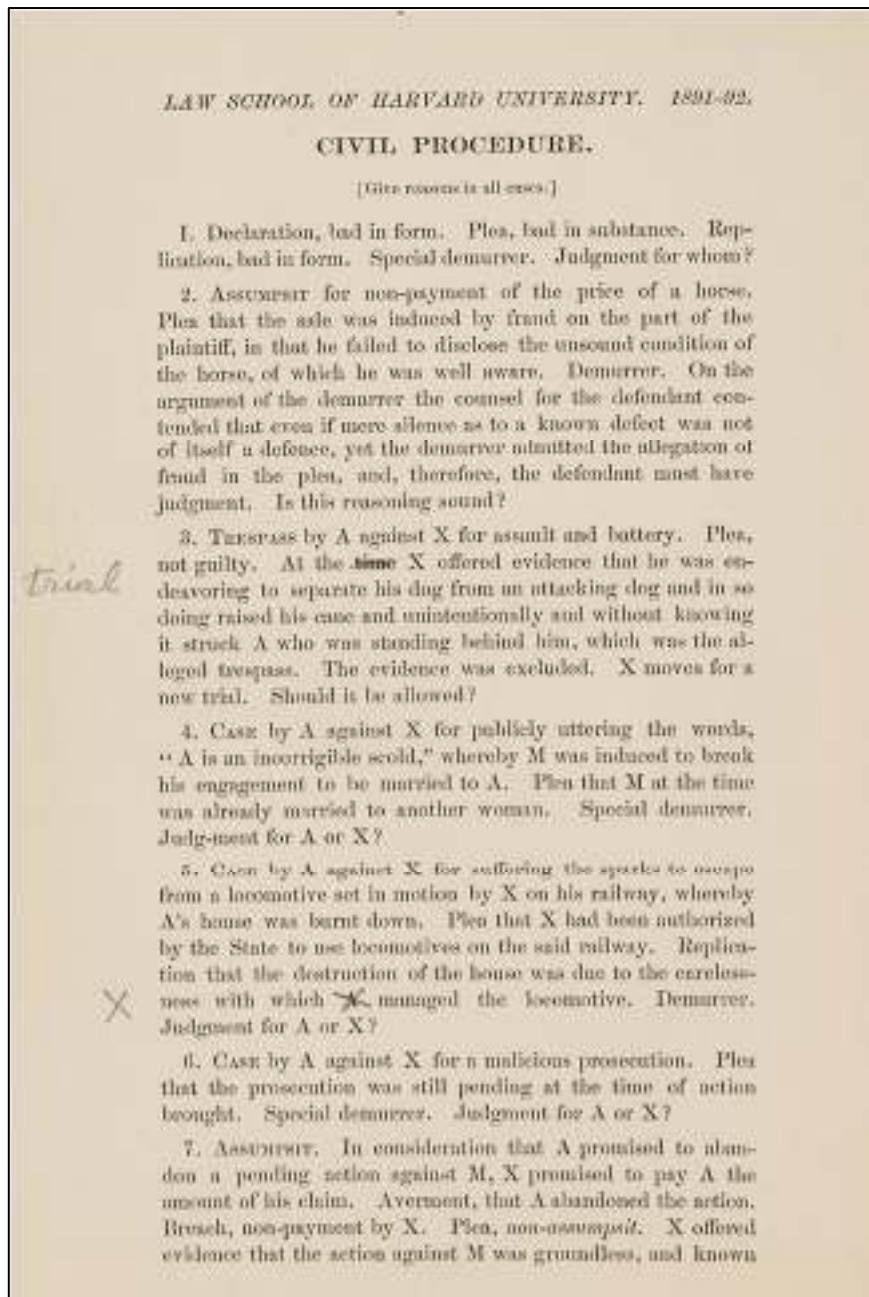 LAW SCHOOL OF HARVARD UNIVERSITY. 1891-92.
CIVIL PROCEDURE.
[Give reasons in all cases.]
1. Declaration, bad in form. Plea, bad in substance. Rep-
lication, bad in form. Special demurrer. Judgment for whom?
2. ASSUMPSIT for non-payment of the price of a horse.
Plea that the sale was induced by fraud on the part of the
plaintiff, in that he failed to disclose the unsound condition of
the horse, of which he was well aware. Demurrer. On the
argument of the demurrer the counsel for the defendant con-
tended that even if mere silence as to a known defect was not
of itself a defence, yet the demurrer admitted the allegation of
fraud in the plea, and, therefore, the defendant must have
judgment. Is this reasoning sound?
3. TRESPASS by A against X for assault and battery. Plea,
not guilty. At the time X offered evidence that he was en-
trial
deavoring to separate his dog from an attacking dog and in so
doing raised his cane and unintentionally and without knowing
it struck A who was standing behind him, which was the al-
leged trespass. The evidence was excluded. X moves for a
new trial. Should it be allowed?
4. CASE by A against X for publicly uttering the words,
"A is an incorrigible scold," whereby M was induced to break
his engagement to be married to A. Plea that M at the time
was already married to another woman. Special demurrer.
Judg-ment for A or X?
5. CASE by A against X for suffering the sparks to escape
from a locomotive set in motion by X on his railway, whereby
A's house was burnt down. Plea that X had been authorized
by the State to use locomotives on the said railway. Replica-
tion that the destruction of the house was due to the careless-
X ness with which A managed the locomotive. Demurrer.
Judgment for A or X?
6. CASE by A against X for a malicious prosecution. Plea
that the prosecution was still pending at the time of action
brought. Special demurrer. Judgment for A or X?
7. ASSUMPSIT. In consideration that A promised to aban-
don a pending action against M, X promised to pay A the
amount of his claim. Averment, that A abandoned the action.
Breach, non-payment by X. Plea, non-assumpsit. X offered
evidence that the action against M was groundless, and known